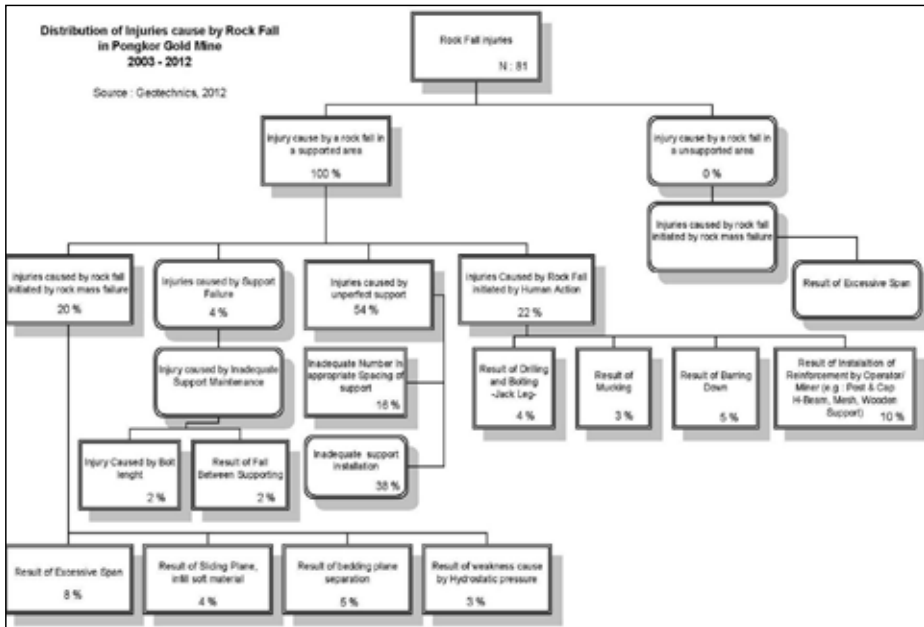 Distribution of Injuries cause by Rock Fall
in Pongkor Gold Mine
2003 - 2012
Source : Geotechnics, 2012
Rock Fall injuries
N : 81
injury cause by a rock fall in
a supported area
100 %
injury cause by a rock fall in
a unsupported area
0 %
Injuries caused by rock fall
initiated by rock mass failure
Result of Excessive Span
injuries caused by rock fall
initiated by rock mass failure
20 %
Injuries caused by Support
Failure
4 %
Injuries caused by
unperfect support
54 %
Injuries Caused by Rock Fall
initiated by Human Action
22 %
Injury caused by Inadequate
Support Maintenance
Inadequate Number in
appropriate Spacing of
support
16 %
Result of Drilling
and Bolting
-Jack Leg-
4 %
Result of
Mucking
3 %
Result of Barring
Down
5 %
Result of Instalation of
Reinforcement by Operator/
Miner (e.g : Post & Cap
H-Beam, Mesh, Wooden
Support)
10 %
Injury Caused by Bolt
lenght
2 %
Result of Fall
Between Supporting
2 %
Inadequate support
installation
38 %
Result of Excessive Span
8 %
Result of Sliding Plane,
infill soft material
4 %
Result of bedding plane
separation
5 %
Result of weakness cause
by Hydrostatic pressure
3 %